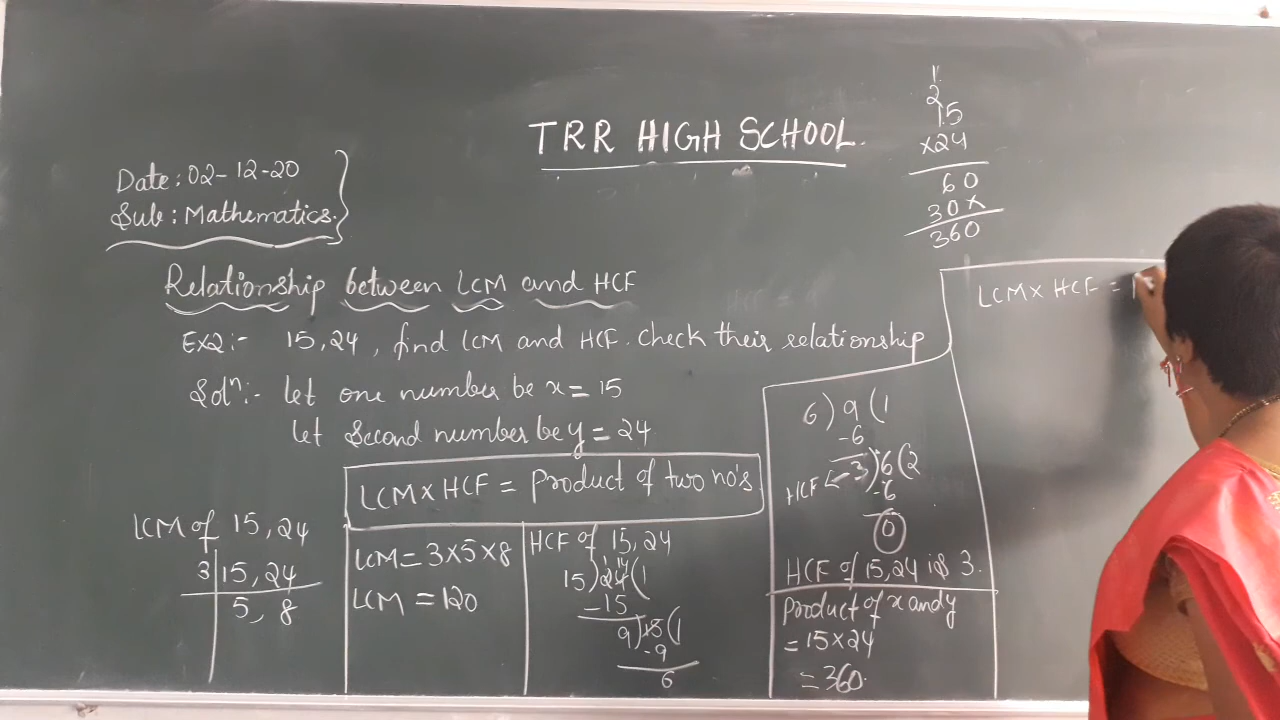 TRR HIGH SCHOOL.
Date: 02-12-20
Sub: Mathematics.
1
2
15
×24
60
30×
360
Relationship between LCM and HCF
Ex2:- 15,24, find LCM and HCF. Check their relationship
Solⁿ:- let one number be x = 15
let Second number be y = 24
LCM×HCF = Product of two no's
LCM of 15,24
3 15, 24
5, 8
LCM = 3×5×8
LCM = 120
HCF of 15,24
15)24(1
-15
9)15(1
-9
6
6)9(1
-6
HCF ← 3)6(2
-6
0
HCF of 15,24 is 3.
Product of x and y
= 15×24
= 360.
LCM× HCF = 1